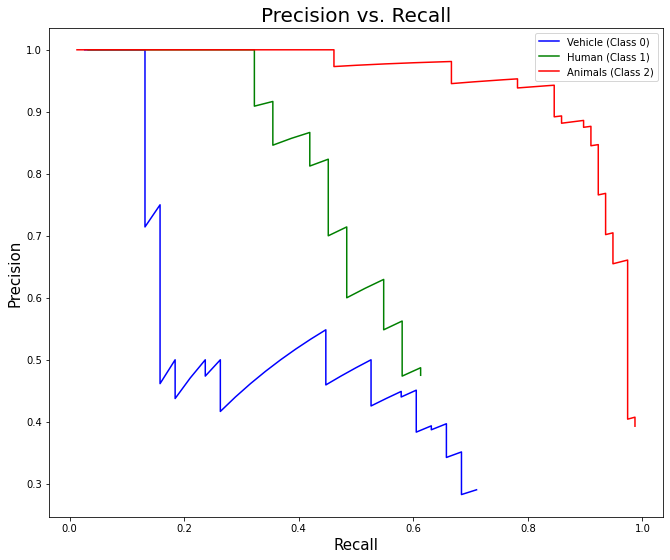 Precision vs. Recall
Vehicle (Class 0)
Human (Class 1)
Animals (Class 2)
Precision
1.0
0.9
0.8
0.7
0.6
0.5
0.4
0.3
0.0 0.2 0.4 0.6 0.8 1.0
Recall